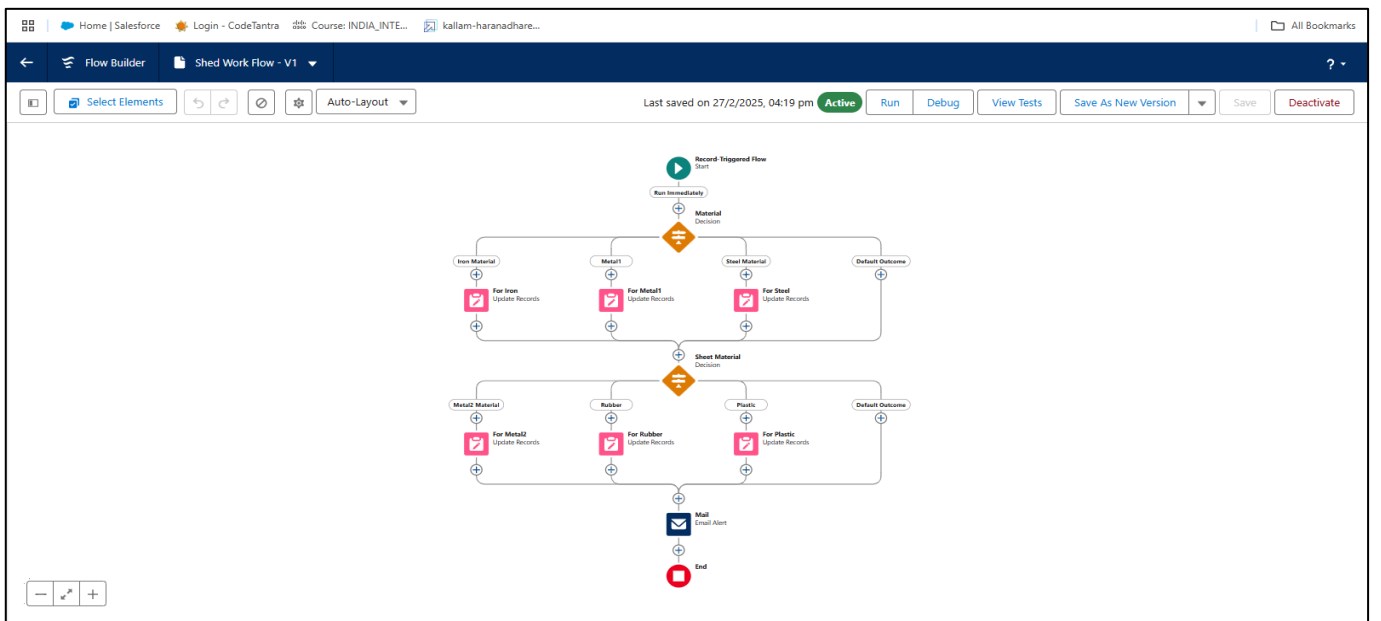 Home | Salesforce Login - CodeTantra Course: INDIA_INTE... kallam-haranadhare... All Bookmarks
Flow Builder Shed Work Flow - V1 ?
Select Elements Auto-Layout Last saved on 27/2/2025, 04:19 pm Active Run Debug View Tests Save As New Version Save Deactivate
Record-Triggered Flow
Start
Run Immediately
Material
Decision
Iron Material Metal1 Steel Material Default Outcome
For Iron For Metal1 For Steel
Update Records Update Records Update Records
Sheet Material
Decision
Metal2 Material Rubber Plastic Default Outcome
For Metal2 For Rubber For Plastic
Update Records Update Records Update Records
Mail
Email Alert
End